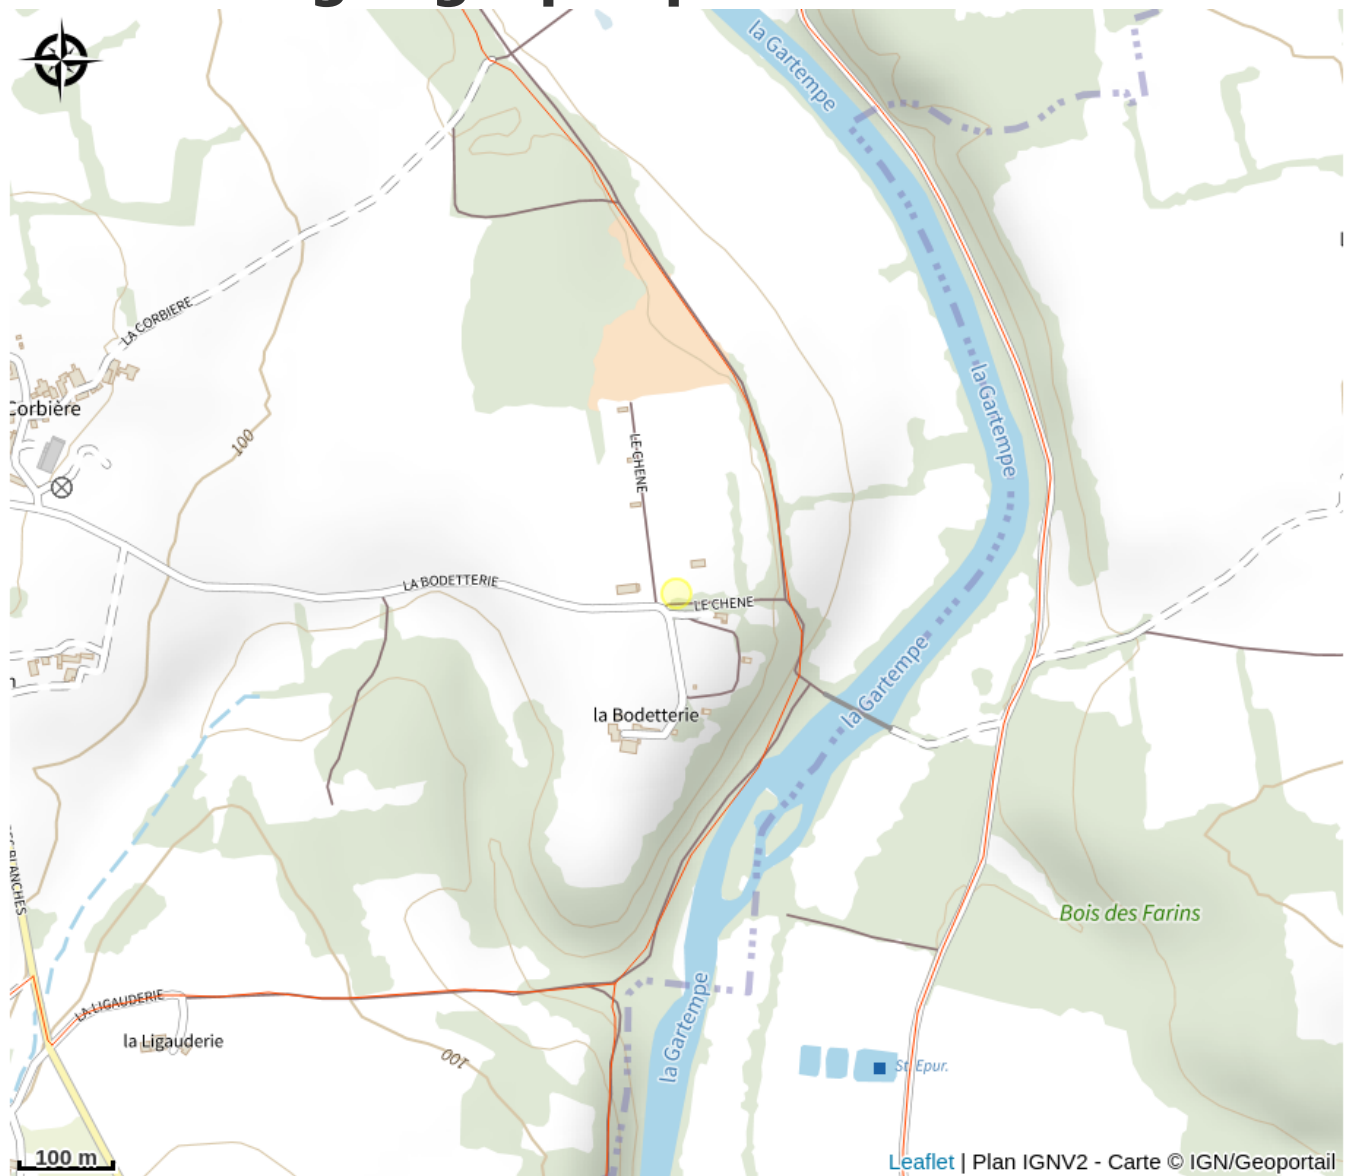 la Gartempe
LA CORBIERE
Corbière
100
la Gartempe
LE CHENE
LA BODETTERIE
LE CHENE
la Gartempe
la Bodetterie
Bois des Farins
BLANCHES
LA LIGAUDERIE
la Ligauderie
100
la Gartempe
St. Epur.
100 m
Leaflet | Plan IGNV2 - Carte © IGN/Geoportail